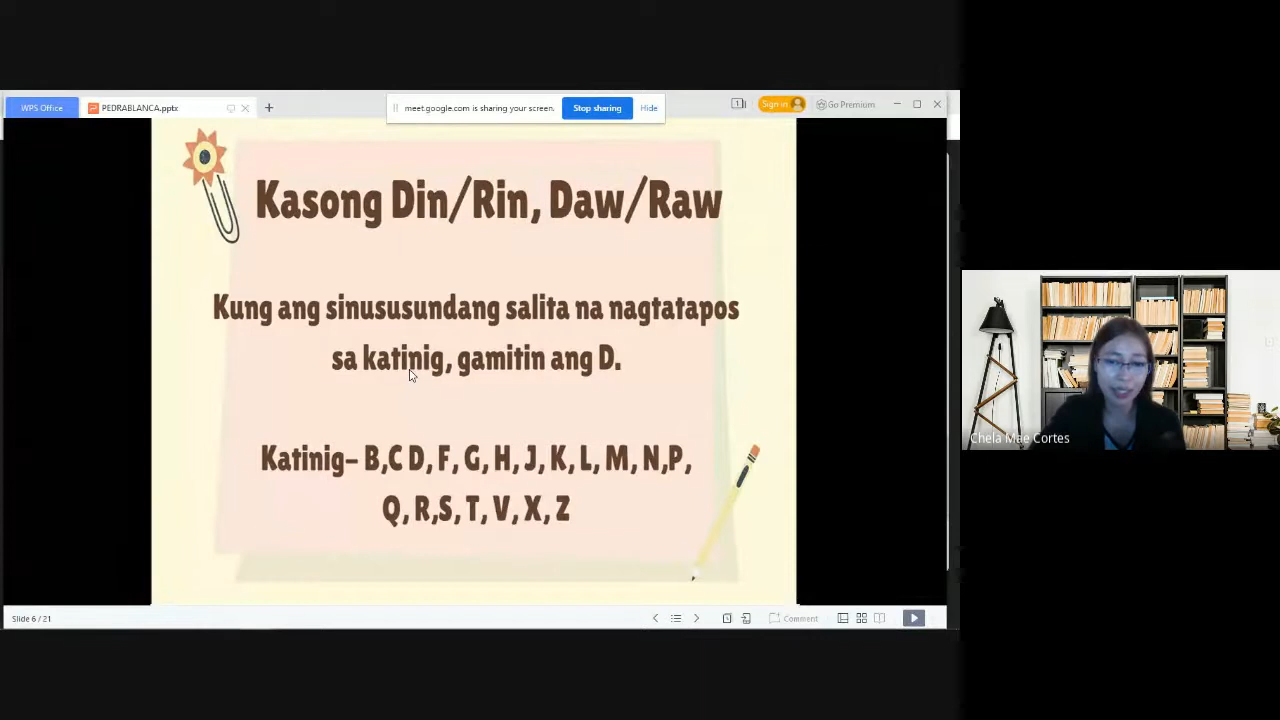 WPS Office
PEDRABLANCA.pptx
meet.google.com is sharing your screen.
Stop sharing
Hide
1
Sign in
Go Premium
Kasong Din/Rin, Daw/Raw
Kung ang sinususundang salita na nagtatapos
sa katinig, gamitin ang D.
Katinig– B,C D, F, G, H, J, K, L, M, N,P,
Q, R,S, T, V, X, Z
Chela Mae Cortes
Slide 6 / 21
Comment